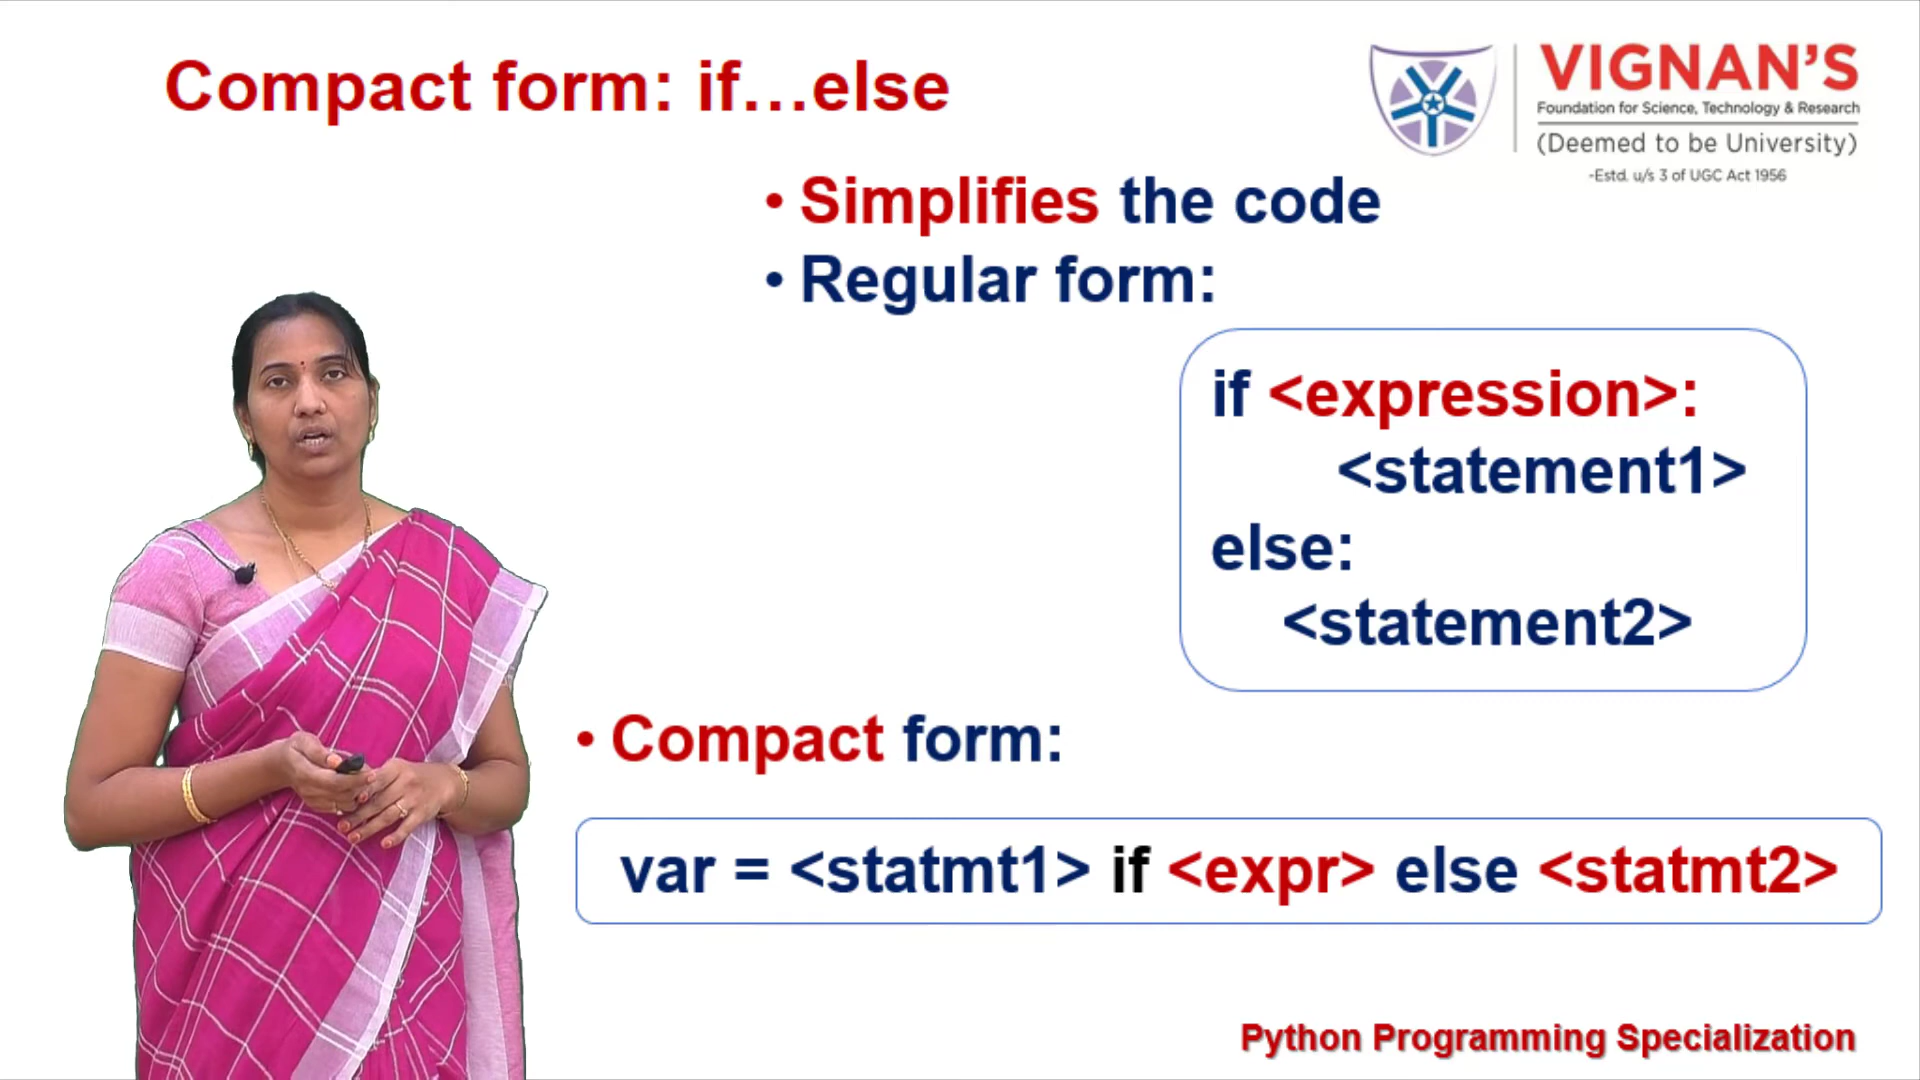 Compact form: if...else
VIGNAN'S
Foundation for Science, Technology & Research
(Deemed to be University)
-Estd. u/s 3 of UGC Act 1956
• Simplifies the code
• Regular form:
if <expression>:
<statement1>
else:
<statement2>
• Compact form:
var = <statmt1> if <expr> else <statmt2>
Python Programming Specialization